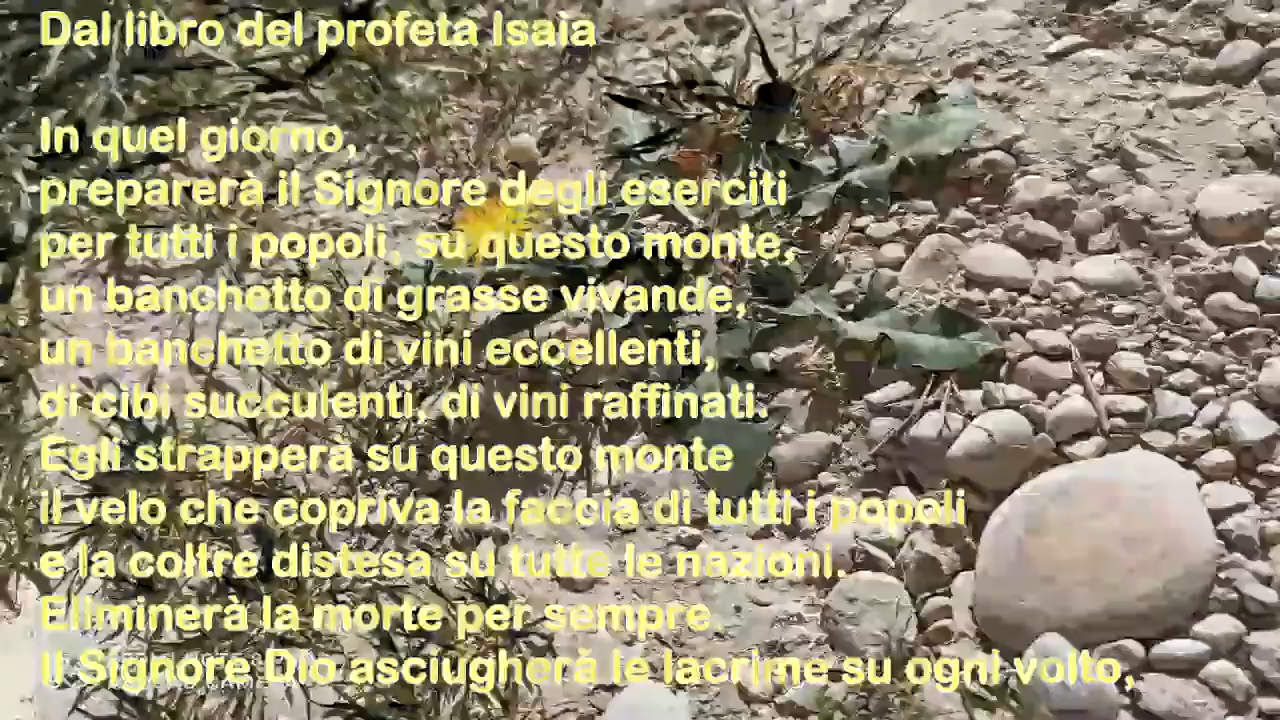 Dal libro del profeta Isaia
In quel giorno,
preparerà il Signore degli eserciti
per tutti i popoli, su questo monte,
un banchetto di grasse vivande,
un banchetto di vini eccellenti,
di cibi succulenti, di vini raffinati.
Egli strapperà su questo monte
il velo che copriva la faccia di tutti i popoli
e la coltre distesa su tutte le nazioni.
Eliminerà la morte per sempre.
Il Signore Dio asciugherà le lacrime su ogni volto,